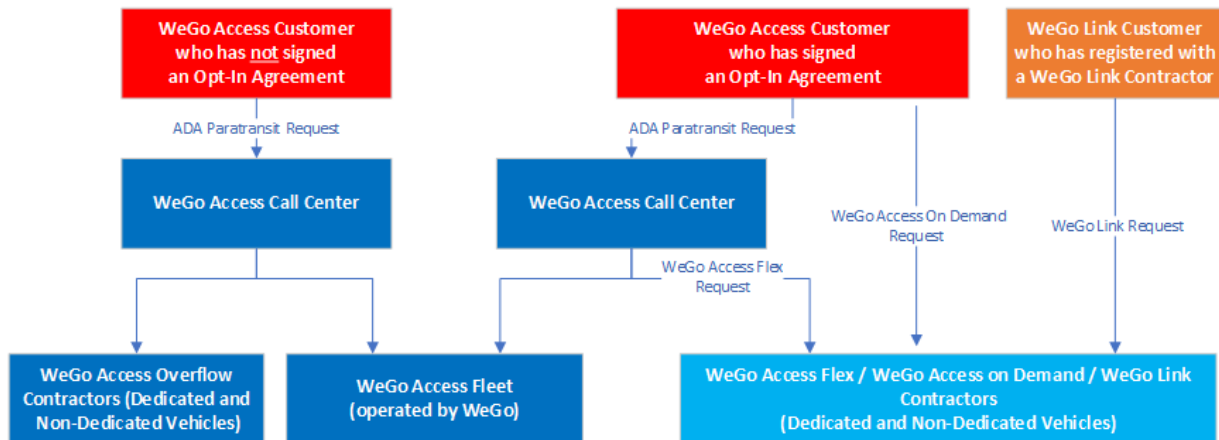 WeGo Access Customer
who has not signed
an Opt-In Agreement
WeGo Access Customer
who has signed
an Opt-In Agreement
WeGo Link Customer
who has registered with
a WeGo Link Contractor
ADA Paratransit Request
ADA Paratransit Request
WeGo Access Call Center
WeGo Access Call Center
WeGo Access On Demand
Request
WeGo Link Request
WeGo Access Flex
Request
WeGo Access Overflow
Contractors (Dedicated and
Non-Dedicated Vehicles)
WeGo Access Fleet
(operated by WeGo)
WeGo Access Flex / WeGo Access on Demand / WeGo Link
Contractors
(Dedicated and Non-Dedicated Vehicles)